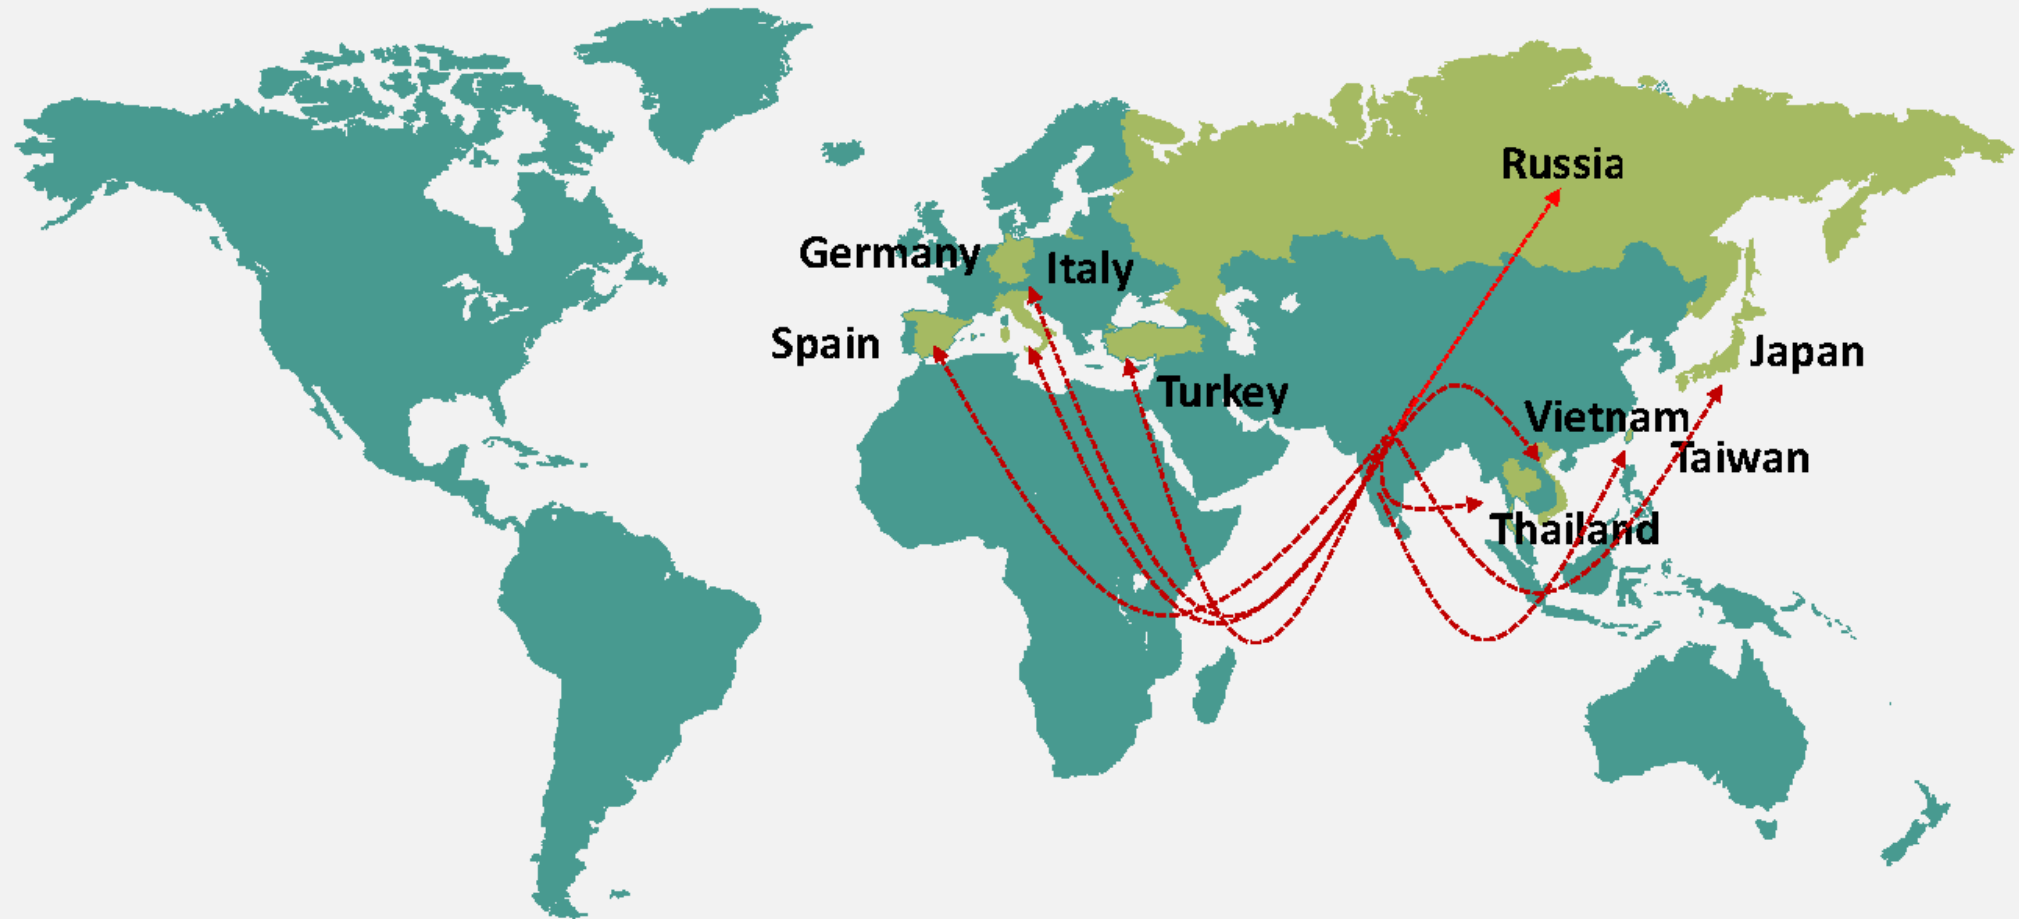 Russia
Germany
Italy
Spain
Japan
Turkey
Vietnam
Taiwan
Thailand